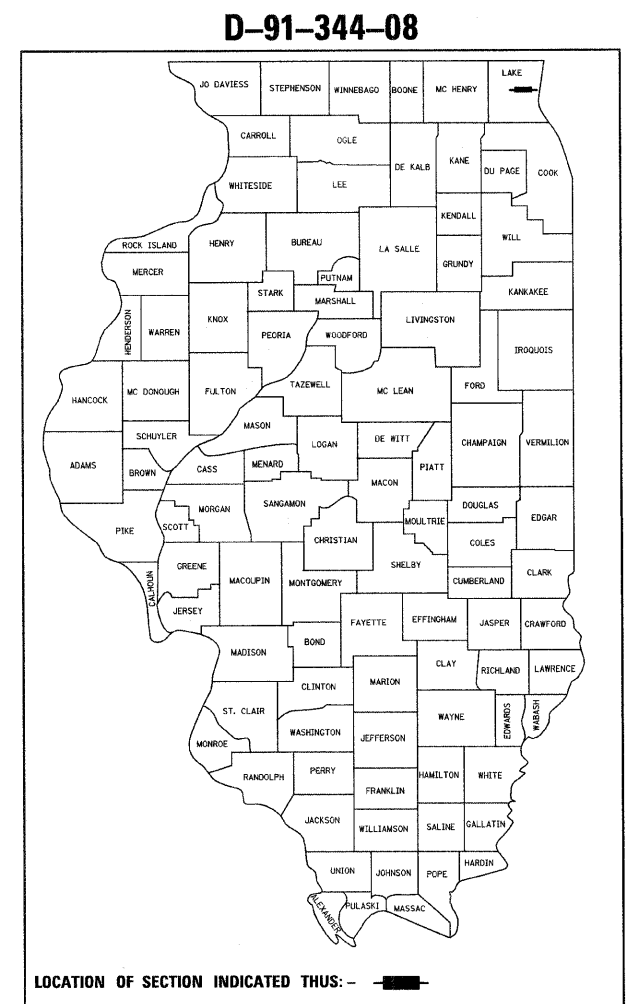 D–91–344–08
JO DAVIESS
STEPHENSON
WINNEBAGO
BOONE
MC HENRY
LAKE
CARROLL
OGLE
DE KALB
KANE
DU PAGE
COOK
WHITESIDE
LEE
KENDALL
WILL
ROCK ISLAND
HENRY
BUREAU
LA SALLE
GRUNDY
MERCER
PUTNAM
STARK
MARSHALL
KANKAKEE
HENDERSON
WARREN
KNOX
PEORIA
WOODFORD
LIVINGSTON
IROQUOIS
HANCOCK
MC DONOUGH
FULTON
TAZEWELL
MC LEAN
FORD
MASON
SCHUYLER
LOGAN
DE WITT
CHAMPAIGN
VERMILION
ADAMS
BROWN
CASS
MENARD
MACON
PIATT
MORGAN
SANGAMON
DOUGLAS
EDGAR
PIKE
SCOTT
CHRISTIAN
MOULTRIE
COLES
GREENE
MACOUPIN
MONTGOMERY
SHELBY
CUMBERLAND
CLARK
CALHOUN
JERSEY
FAYETTE
EFFINGHAM
JASPER
CRAWFORD
MADISON
BOND
CLAY
RICHLAND
LAWRENCE
CLINTON
MARION
ST. CLAIR
WAYNE
EDWARDS
WABASH
MONROE
WASHINGTON
JEFFERSON
RANDOLPH
PERRY
HAMILTON
WHITE
FRANKLIN
JACKSON
WILLIAMSON
SALINE
GALLATIN
UNION
JOHNSON
POPE
HARDIN
ALEXANDER
PULASKI
MASSAC
LOCATION OF SECTION INDICATED THUS: –